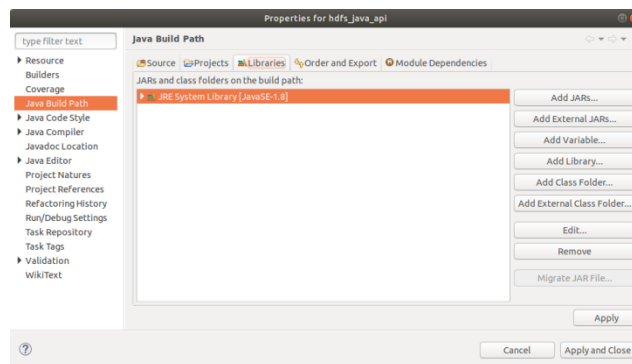 Properties for hdfs_java_api
type filter text
Resource
Builders
Coverage
Java Build Path
Java Code Style
Java Compiler
Javadoc Location
Java Editor
Project Natures
Project References
Refactoring History
Run/Debug Settings
Task Repository
Task Tags
Validation
WikiText
Java Build Path
Source Projects Libraries Order and Export Module Dependencies
JARs and class folders on the build path:
JRE System Library [JavaSE-1.8]
Add JARs...
Add External JARs...
Add Variable...
Add Library...
Add Class Folder...
Add External Class Folder...
Edit...
Remove
Migrate JAR File...
Apply
Cancel Apply and Close